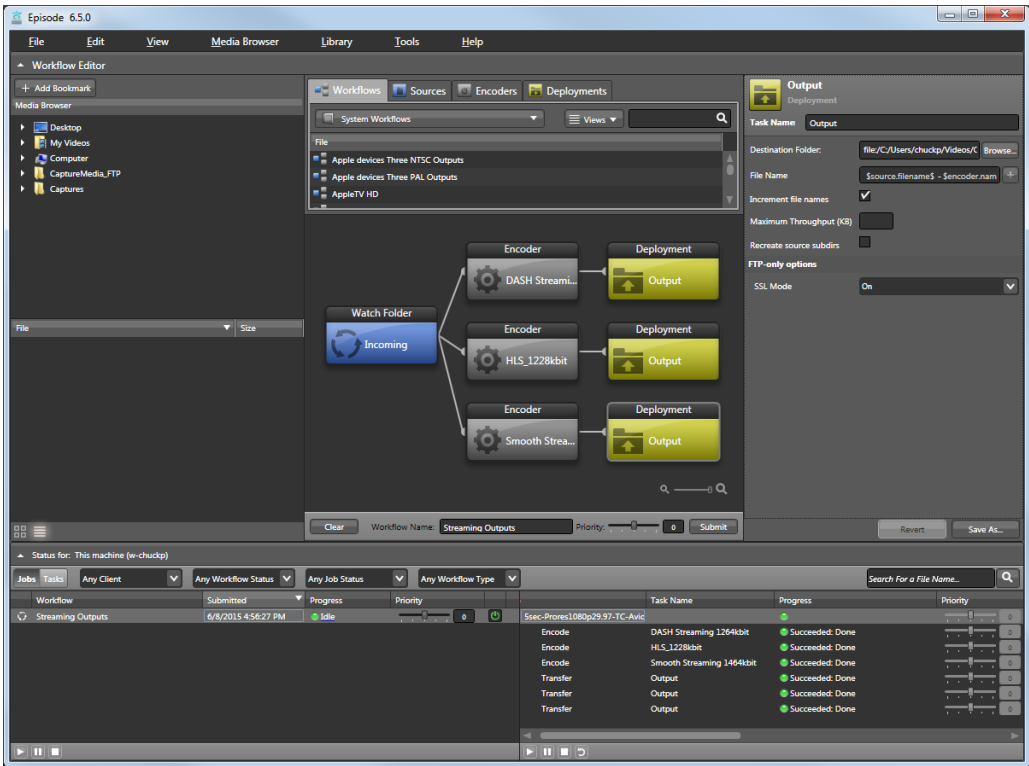 Episode 6.5.0
File Edit View Media Browser Library Tools Help
Workflow Editor
+ Add Bookmark
Media Browser
Desktop
My Videos
Computer
CaptureMedia_FTP
Captures
File Size
Workflows Sources Encoders Deployments
System Workflows Views
File
Apple devices Three NTSC Outputs
Apple devices Three PAL Outputs
AppleTV HD
Encoder Deployment
DASH Streami... Output
Watch Folder
Incoming
Encoder Deployment
HLS_1228kbit Output
Encoder Deployment
Smooth Strea... Output
Clear Workflow Name: Streaming Outputs Priority: 0 Submit
Output
Deployment
Task Name Output
Destination Folder: file:/C:/Users/chuckp/Videos/C Browse...
File Name $source.filename$ - $encoder.nam +
Increment file names
Maximum Throughput (KB)
Recreate source subdirs
FTP-only options
SSL Mode On
Revert Save As...
Status for: This machine (w-chuckp)
Jobs Tasks Any Client Any Workflow Status Any Job Status Any Workflow Type Search For a File Name...
Workflow Submitted Progress Priority
Streaming Outputs 6/8/2015 4:56:27 PM Idle 0
Task Name Progress Priority
5sec-Prores1080p29.97-TC-Avid 0
Encode DASH Streaming 1264kbit Succeeded: Done 0
Encode HLS_1228kbit Succeeded: Done 0
Encode Smooth Streaming 1464kbit Succeeded: Done 0
Transfer Output Succeeded: Done 0
Transfer Output Succeeded: Done 0
Transfer Output Succeeded: Done 0